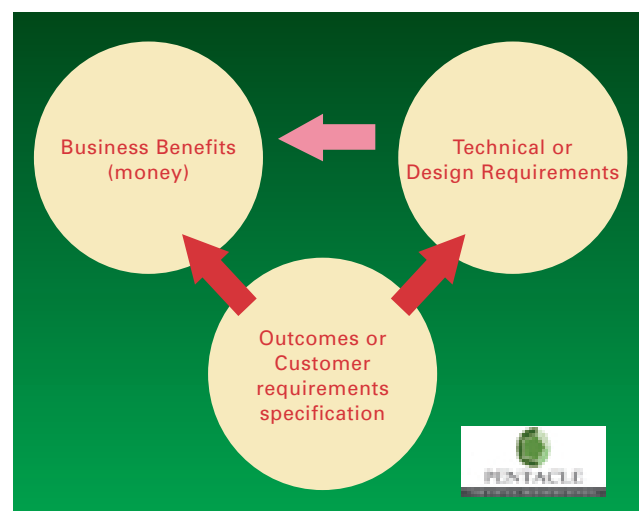 Business Benefits
(money)
Technical or
Design Requirements
Outcomes or
Customer
requirements
specification
PENTACLE